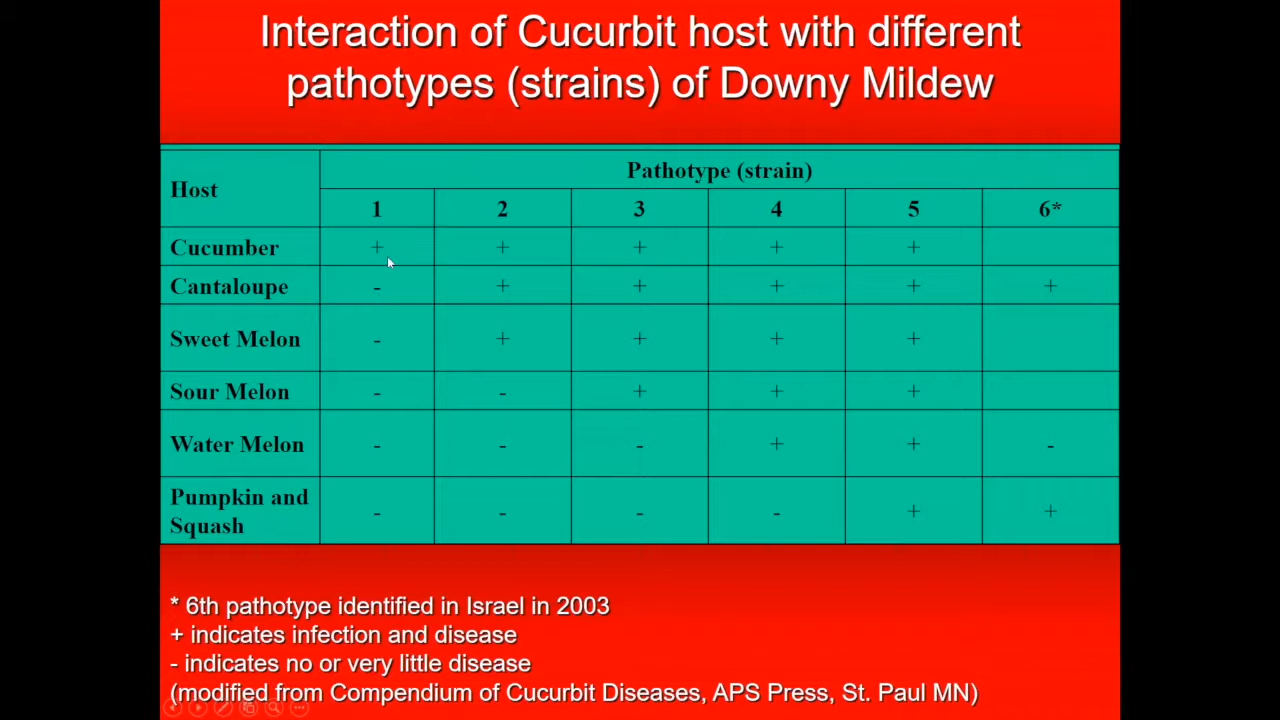 Interaction of Cucurbit host with different
pathotypes (strains) of Downy Mildew
Host Pathotype (strain)
1 2 3 4 5 6*
Cucumber + + + + +
Cantaloupe - + + + + +
Sweet Melon - + + + +
Sour Melon - - + + +
Water Melon - - - + + -
Pumpkin and
Squash - - - - + +
* 6th pathotype identified in Israel in 2003
+ indicates infection and disease
- indicates no or very little disease
(modified from Compendium of Cucurbit Diseases, APS Press, St. Paul MN)